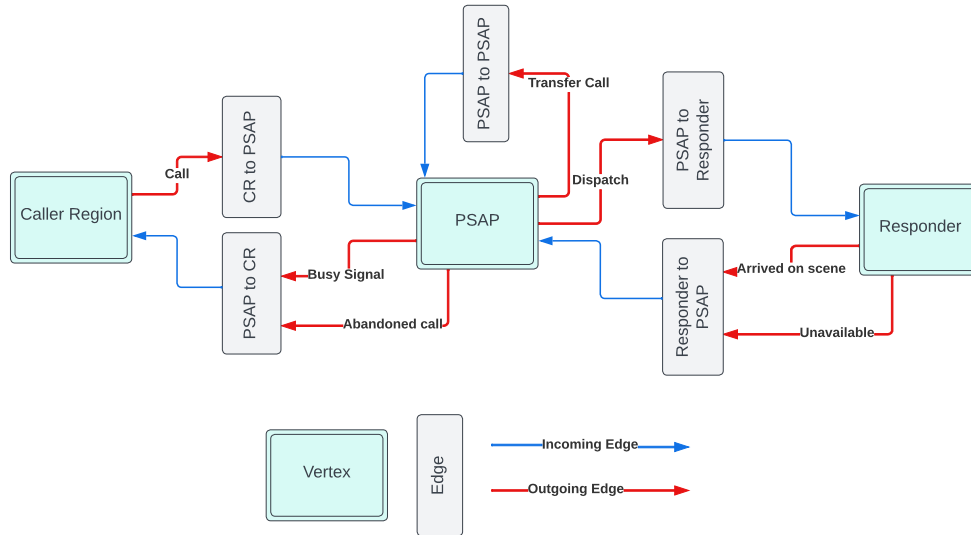 PSAP to PSAP
Transfer Call
CR to PSAP
PSAP to
Responder
Call
Dispatch
Caller Region
PSAP
Responder
PSAP to CR
Busy Signal
Responder to
PSAP
Arrived on scene
Abandoned call
Unavailable
Vertex
Edge
Incoming Edge
Outgoing Edge